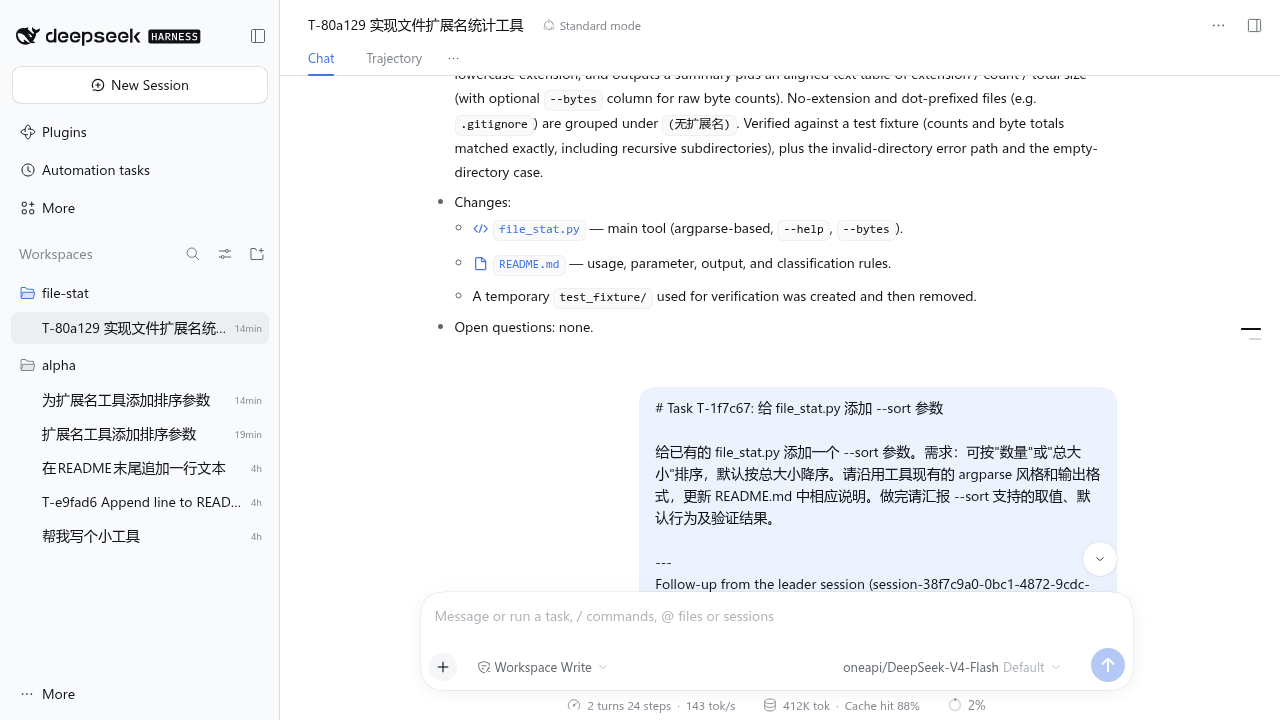 deepseek HARNESS
New Session
Plugins
Automation tasks
More
Workspaces
file-stat
T-80a129 实现文件扩展名统... 14min
alpha
为扩展名工具添加排序参数 14min
扩展名工具添加排序参数 19min
在README末尾追加一行文本 4h
T-e9fad6 Append line to READ... 4h
帮我写个小工具 4h
More
T-80a129 实现文件扩展名统计工具 Standard mode
Chat Trajectory
lowercase extension, and outputs a summary plus an aligned text table of extension / count / total size
(with optional --bytes column for raw byte counts). No-extension and dot-prefixed files (e.g.
.gitignore) are grouped under (无扩展名). Verified against a test fixture (counts and byte totals
matched exactly, including recursive subdirectories), plus the invalid-directory error path and the empty-
directory case.
Changes:
file_stat.py — main tool (argparse-based, --help, --bytes).
README.md — usage, parameter, output, and classification rules.
A temporary test_fixture/ used for verification was created and then removed.
Open questions: none.
# Task T-1f7c67: 给 file_stat.py 添加 --sort 参数
给已有的 file_stat.py 添加一个 --sort 参数。需求：可按"数量"或"总大
小"排序，默认按总大小降序。请沿用工具现有的 argparse 风格和输出格
式，更新 README.md 中相应说明。做完请汇报 --sort 支持的取值、默
认行为及验证结果。
---
Follow-up from the leader session (session-38f7c9a0-0bc1-4872-9cdc-
Message or run a task, / commands, @ files or sessions
Workspace Write
oneapi/DeepSeek-V4-Flash Default
2 turns 24 steps · 143 tok/s 412K tok · Cache hit 88% 2%